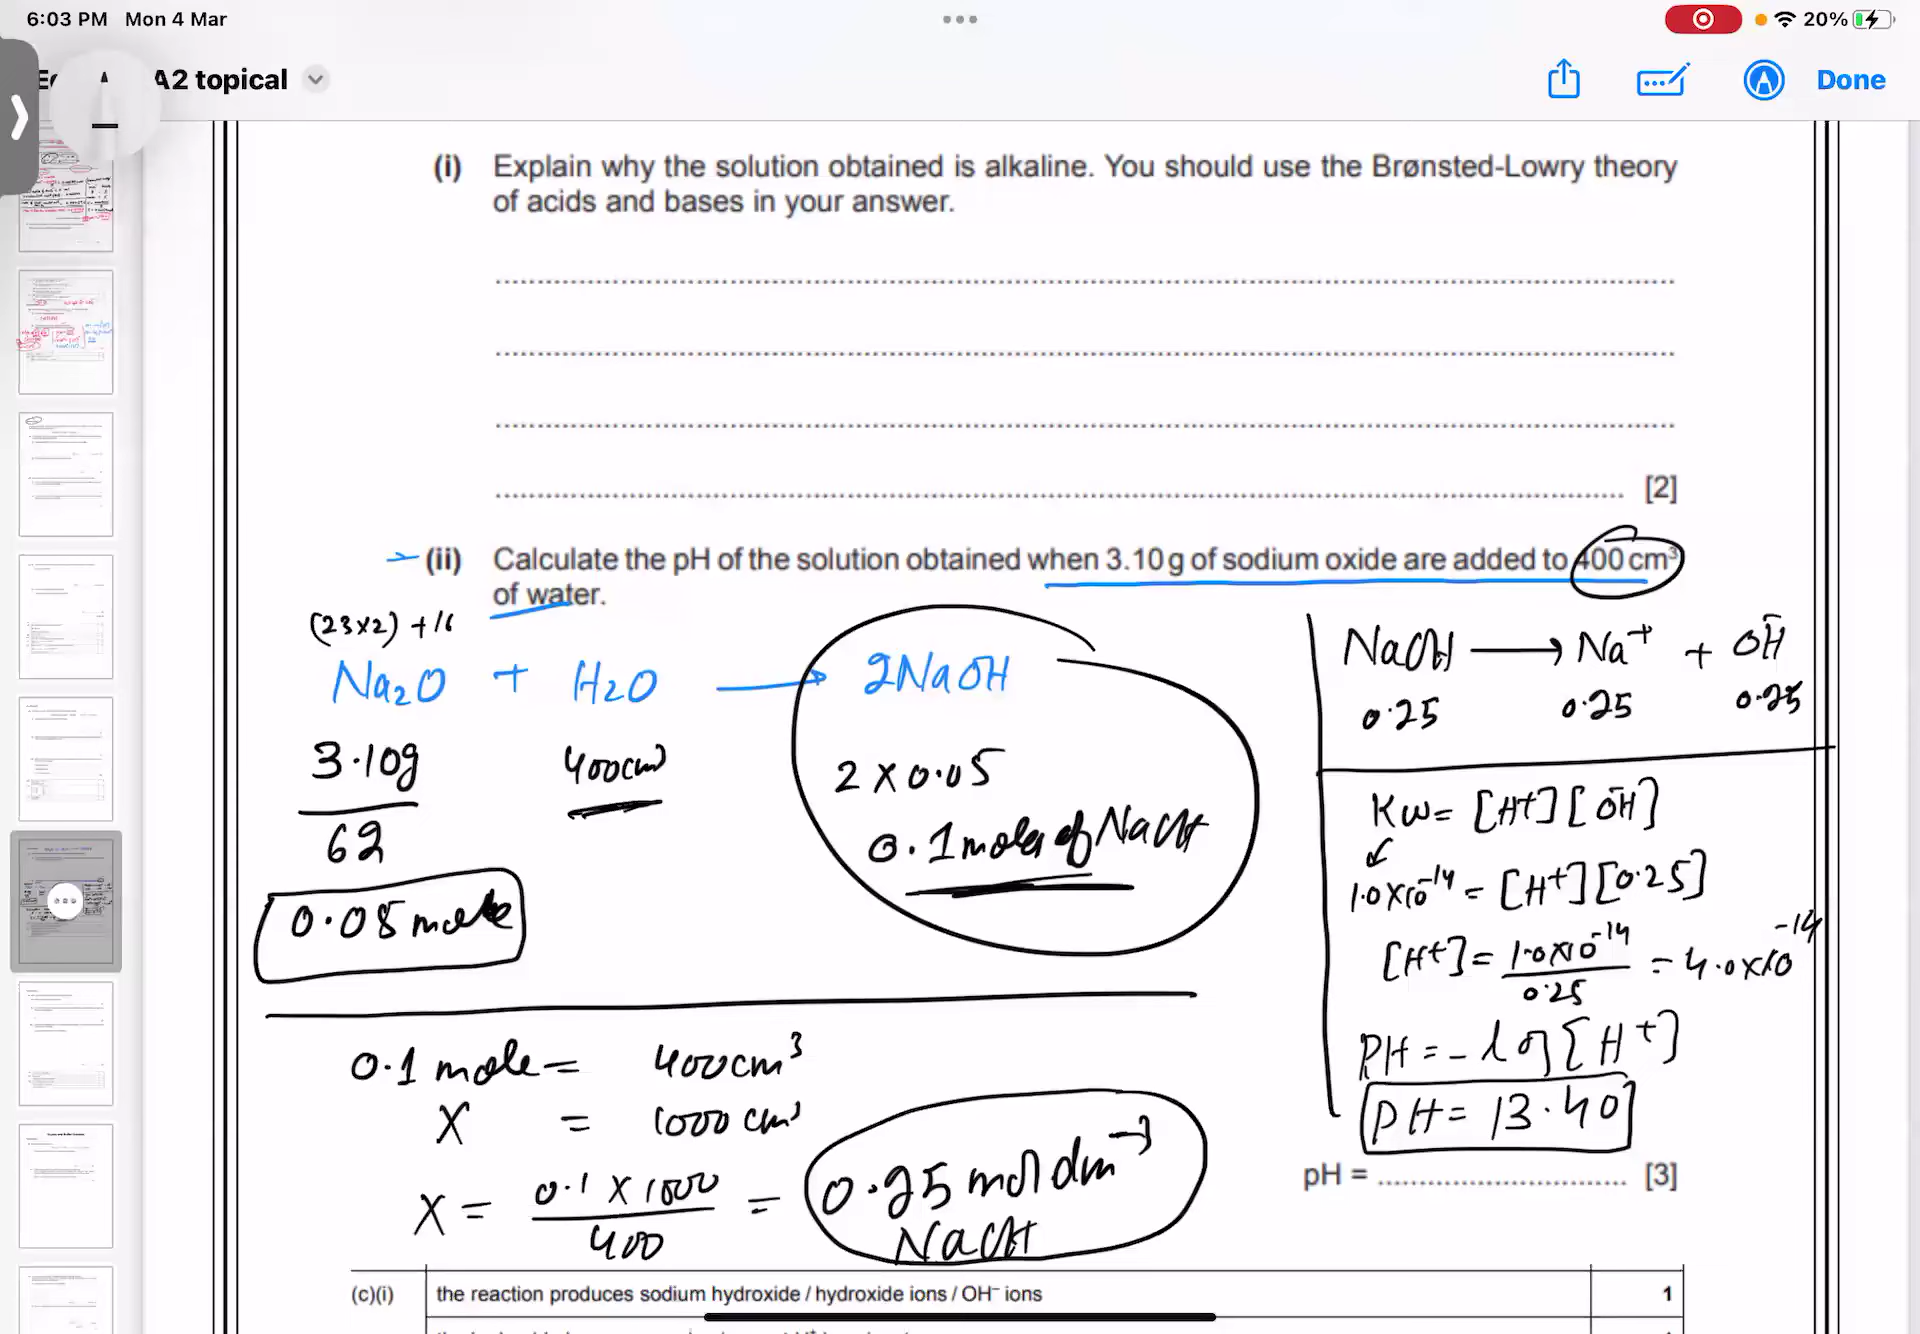 6:03 PM Mon 4 Mar
20%
A2 topical
Done
(i) Explain why the solution obtained is alkaline. You should use the Brønsted-Lowry theory
of acids and bases in your answer.
[2]
(ii) Calculate the pH of the solution obtained when 3.10 g of sodium oxide are added to 400 cm³
of water.
(23x2) + 16
Na2O + H2O → 2NaOH
3.10g
62
400cm³
2 x 0.05
0.1 moles of NaOH
0.05 mole
0.1 mole = 400cm³
X = 1000 cm³
X = 0.1 X 1000 / 400 = 0.25 mol dm⁻³
NaOH
NaOH → Na+ + OH⁻
0.25 0.25 0.25
Kw = [H+][OH⁻]
1.0x10⁻¹⁴ = [H+][0.25]
[H+] = 1.0x10⁻¹⁴ / 0.25 = 4.0x10⁻¹⁴
PH = -log[H+]
PH = 13.40
pH = [3]
(c)(i) the reaction produces sodium hydroxide / hydroxide ions / OH⁻ ions 1